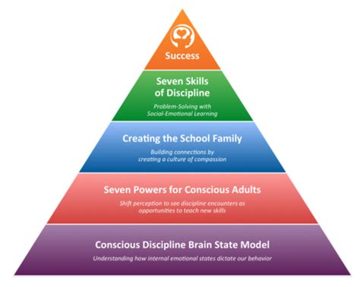 Success
Seven Skills
of Discipline
Problem-Solving with
Social-Emotional Learning
Creating the School Family
Building connections by
creating a culture of compassion
Seven Powers for Conscious Adults
Shift perception to see discipline encounters as
opportunities to teach new skills
Conscious Discipline Brain State Model
Understanding how internal emotional states dictate our behavior